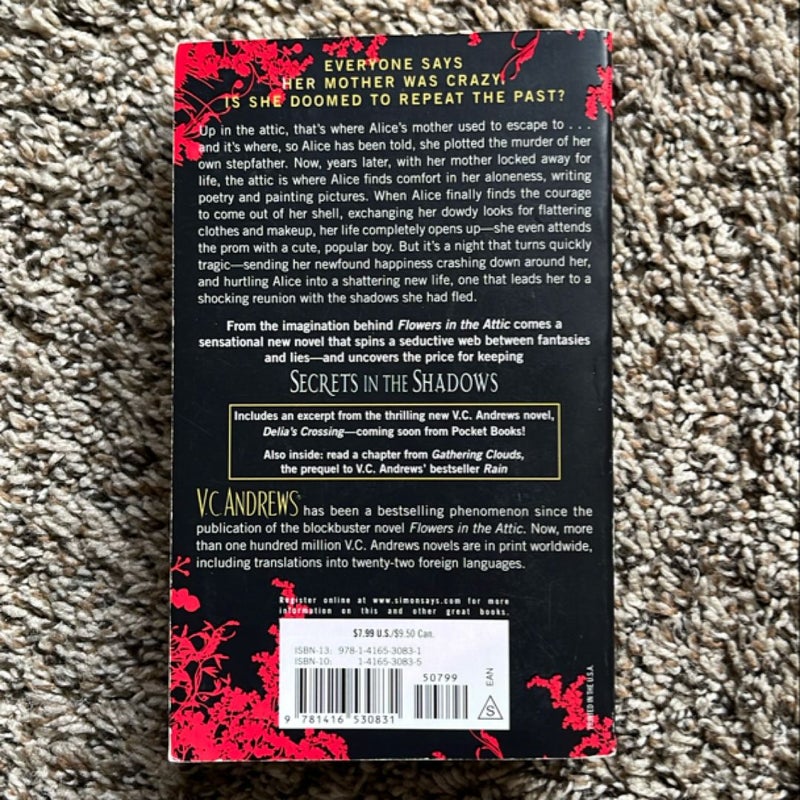 EVERYONE SAYS
HER MOTHER WAS CRAZY.
IS SHE DOOMED TO REPEAT THE PAST?
Up in the attic, that's where Alice's mother used to escape to . . .
and it's where, so Alice has been told, she plotted the murder of her
own stepfather. Now, years later, with her mother locked away for
life, the attic is where Alice finds comfort in her aloneness, writing
poetry and painting pictures. When Alice finally finds the courage
to come out of her shell, exchanging her dowdy looks for flattering
clothes and makeup, her life completely opens up—she even attends
the prom with a cute, popular boy. But it's a night that turns quickly
tragic—sending her newfound happiness crashing down around her,
and hurtling Alice into a shattering new life, one that leads her to a
shocking reunion with the shadows she had fled.
From the imagination behind Flowers in the Attic comes a
sensational new novel that spins a seductive web between fantasies
and lies—and uncovers the price for keeping
SECRETS IN THE SHADOWS
Includes an excerpt from the thrilling new V.C. Andrews novel,
Delia's Crossing—coming soon from Pocket Books!
Also inside: read a chapter from Gathering Clouds,
the prequel to V.C. Andrews' bestseller Rain
V.C. ANDREWS® has been a bestselling phenomenon since the
publication of the blockbuster novel Flowers in the Attic. Now, more
than one hundred million V.C. Andrews novels are in print worldwide,
including translations into twenty-two foreign languages.
Register online at www.simonsays.com for more
information on this and other great books.
$7.99 U.S./$9.50 Can.
ISBN-13: 978-1-4165-3083-1
ISBN-10: 1-4165-3083-5
50799
9 781416 530831
EAN
S
PRINTED IN THE U.S.A.